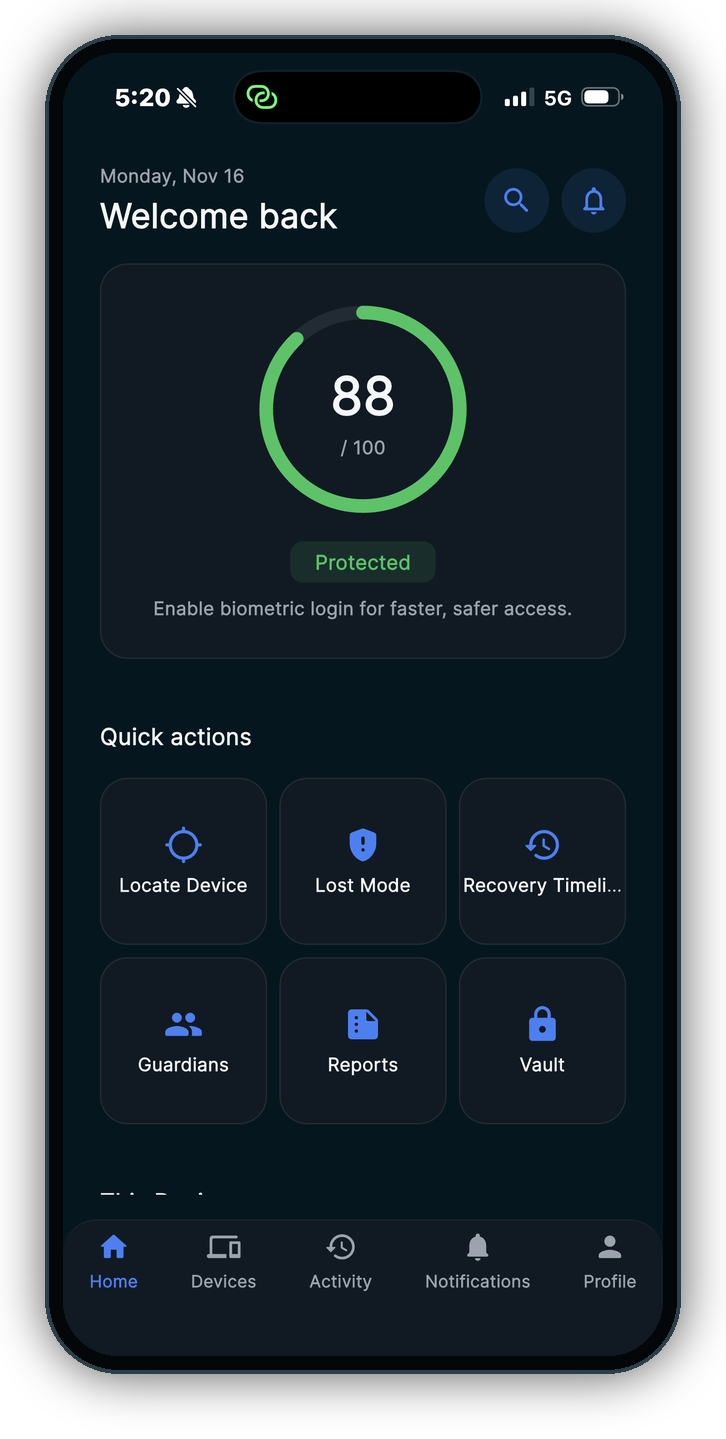 5:20
5G
Monday, Nov 16
Welcome back
88
/ 100
Protected
Enable biometric login for faster, safer access.
Quick actions
Locate Device
Lost Mode
Recovery Timeli...
Guardians
Reports
Vault
Home
Devices
Activity
Notifications
Profile